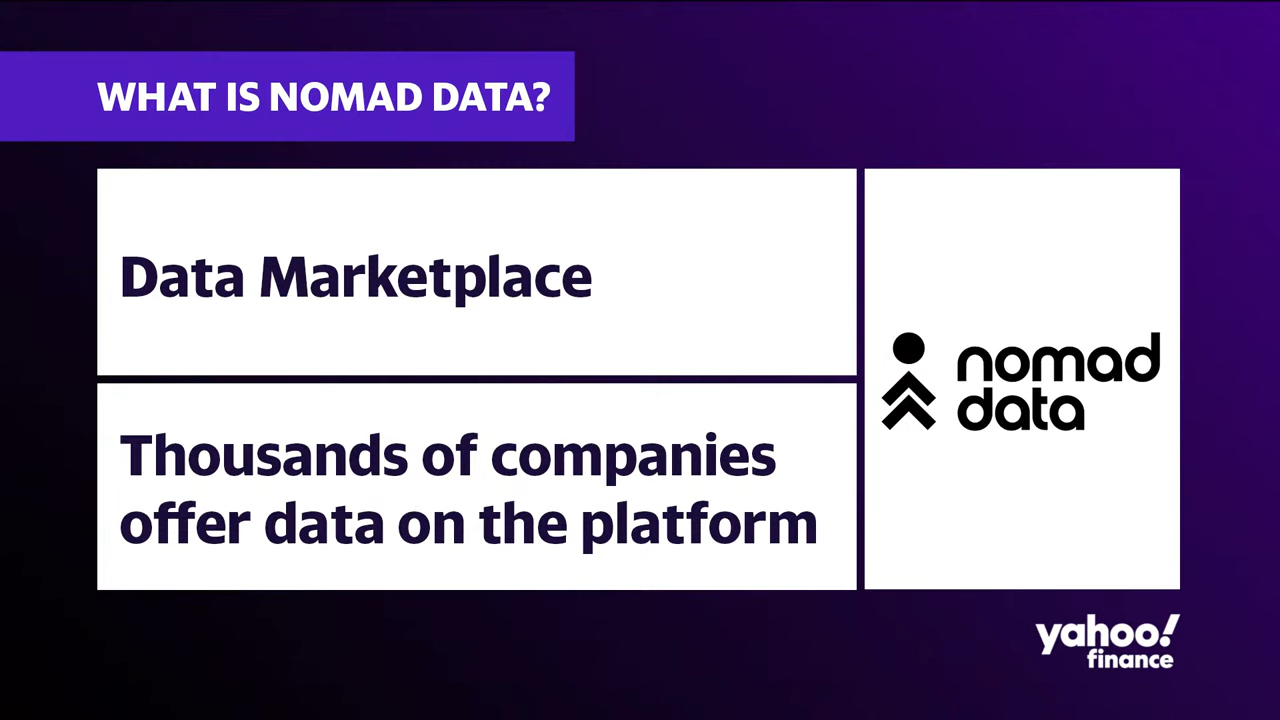 WHAT IS NOMAD DATA?
Data Marketplace
Thousands of companies
offer data on the platform
nomad
data
yahoo!
finance